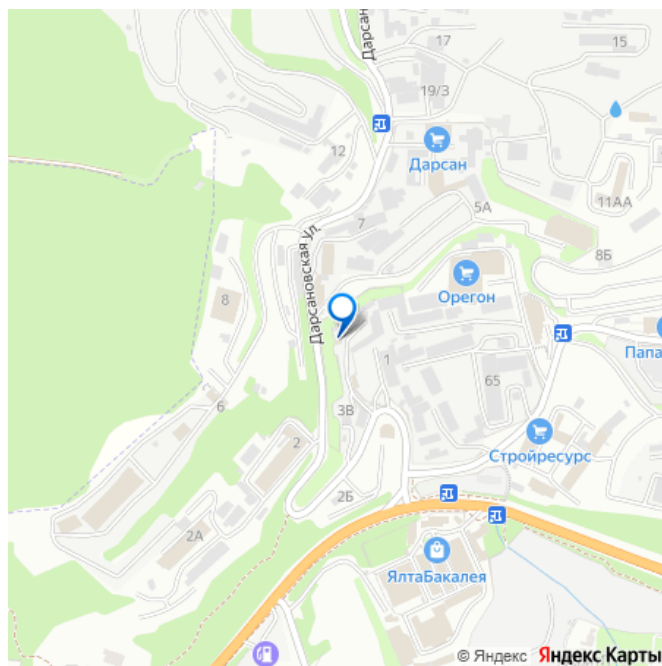 Дарсан
17
15
19/3
Дарсан
12
11АА
5А
7
Дарсановская ул.
8Б
8
Орегон
Папа
1
65
6
3В
Стройресурс
2
2Б
2А
ЯлтаБакалея
© Яндекс Яндекс Карты